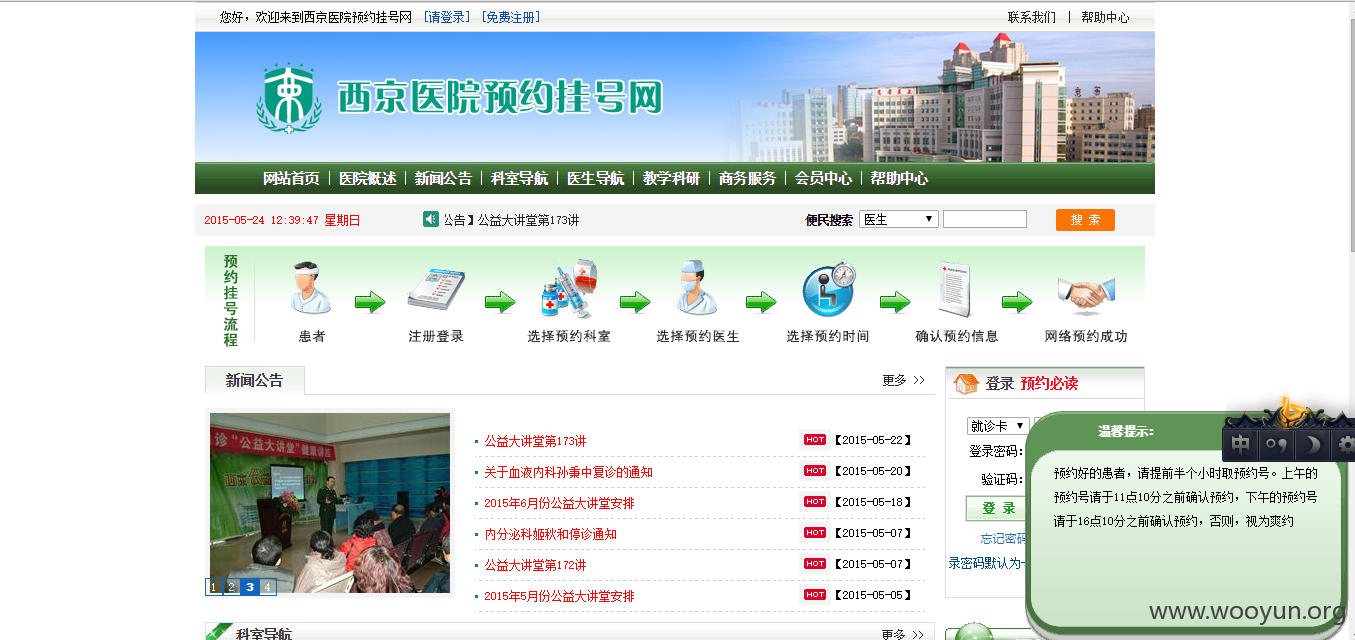 您好，欢迎来到西京医院预约挂号网 [请登录] [免费注册]
联系我们 | 帮助中心
西京医院预约挂号网
网站首页 | 医院概述 | 新闻公告 | 科室导航 | 医生导航 | 教学科研 | 商务服务 | 会员中心 | 帮助中心
2015-05-24 12:39:47 星期日
公告】公益大讲堂第173讲
便民搜索 医生 搜 索
预约挂号流程
患者
注册登录
选择预约科室
选择预约医生
选择预约时间
确认预约信息
网络预约成功
新闻公告
更多 >>
诊“公益大讲堂”健康讲座
1 2 3 4
公益大讲堂第173讲 HOT 【2015-05-22】
关于血液内科孙秉中复诊的通知 HOT 【2015-05-20】
2015年6月份公益大讲堂安排 HOT 【2015-05-18】
内分泌科姬秋和停诊通知 HOT 【2015-05-07】
公益大讲堂第172讲 HOT 【2015-05-07】
2015年5月份公益大讲堂安排 HOT 【2015-05-05】
登录 预约必读
就诊卡
登录密码:
验证码:
登 录
忘记密码
录密码默认为
温馨提示:
预约好的患者，请提前半个小时取预约号。上午的
预约号请于11点10分之前确认预约，下午的预约号
请于16点10分之前确认预约，否则，视为爽约
中
科室导航
更多 >>
www.wooyun.org